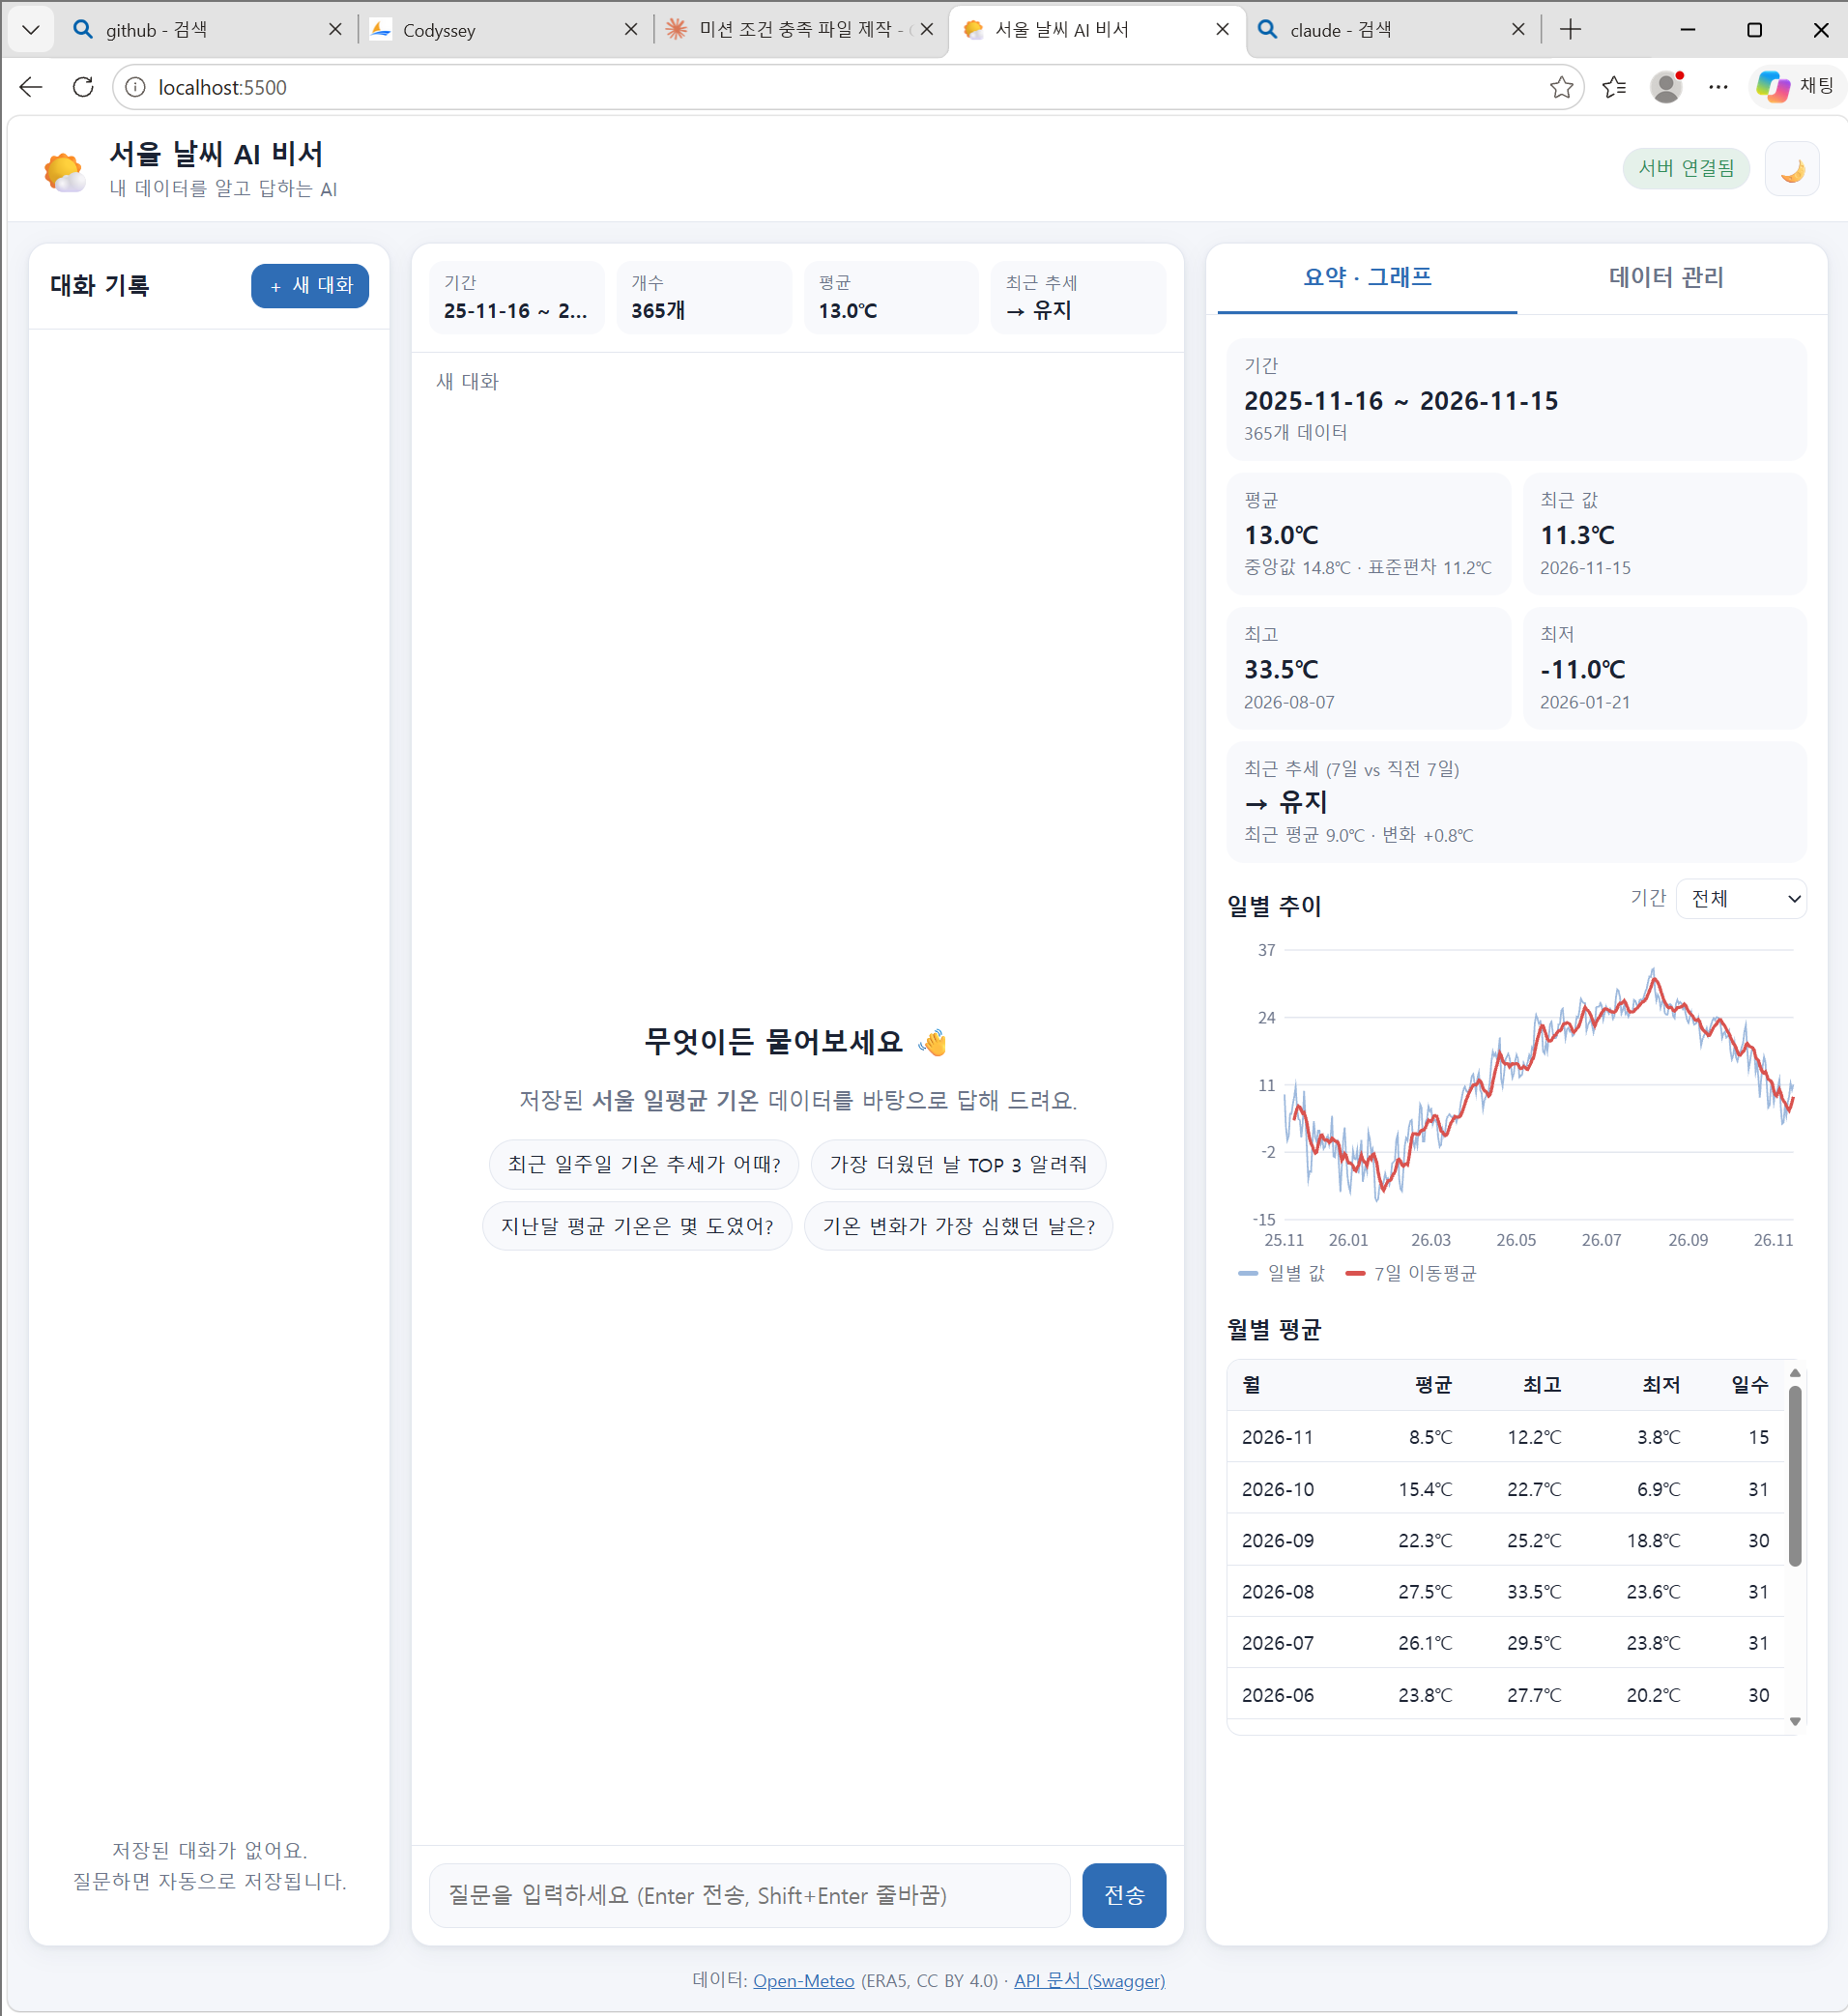 github - 검색
Codyssey
미션 조건 충족 파일 제작 - (
서울 날씨 AI 비서
claude - 검색
localhost:5500
채팅
서울 날씨 AI 비서
내 데이터를 알고 답하는 AI
서버 연결됨
대화 기록
+ 새 대화
저장된 대화가 없어요.
질문하면 자동으로 저장됩니다.
기간
25-11-16 ~ 2...
개수
365개
평균
13.0℃
최근 추세
→ 유지
새 대화
무엇이든 물어보세요 👋
저장된 서울 일평균 기온 데이터를 바탕으로 답해 드려요.
최근 일주일 기온 추세가 어때?
가장 더웠던 날 TOP 3 알려줘
지난달 평균 기온은 몇 도였어?
기온 변화가 가장 심했던 날은?
질문을 입력하세요 (Enter 전송, Shift+Enter 줄바꿈)
전송
요약 · 그래프
데이터 관리
기간
2025-11-16 ~ 2026-11-15
365개 데이터
평균
13.0℃
중앙값 14.8℃ · 표준편차 11.2℃
최근 값
11.3℃
2026-11-15
최고
33.5℃
2026-08-07
최저
-11.0℃
2026-01-21
최근 추세 (7일 vs 직전 7일)
→ 유지
최근 평균 9.0℃ · 변화 +0.8℃
일별 추이
기간 전체
37
24
11
-2
-15
25.11 26.01 26.03 26.05 26.07 26.09 26.11
일별 값 7일 이동평균
월별 평균
월 평균 최고 최저 일수
2026-11 8.5℃ 12.2℃ 3.8℃ 15
2026-10 15.4℃ 22.7℃ 6.9℃ 31
2026-09 22.3℃ 25.2℃ 18.8℃ 30
2026-08 27.5℃ 33.5℃ 23.6℃ 31
2026-07 26.1℃ 29.5℃ 23.8℃ 31
2026-06 23.8℃ 27.7℃ 20.2℃ 30
데이터: Open-Meteo (ERA5, CC BY 4.0) · API 문서 (Swagger)